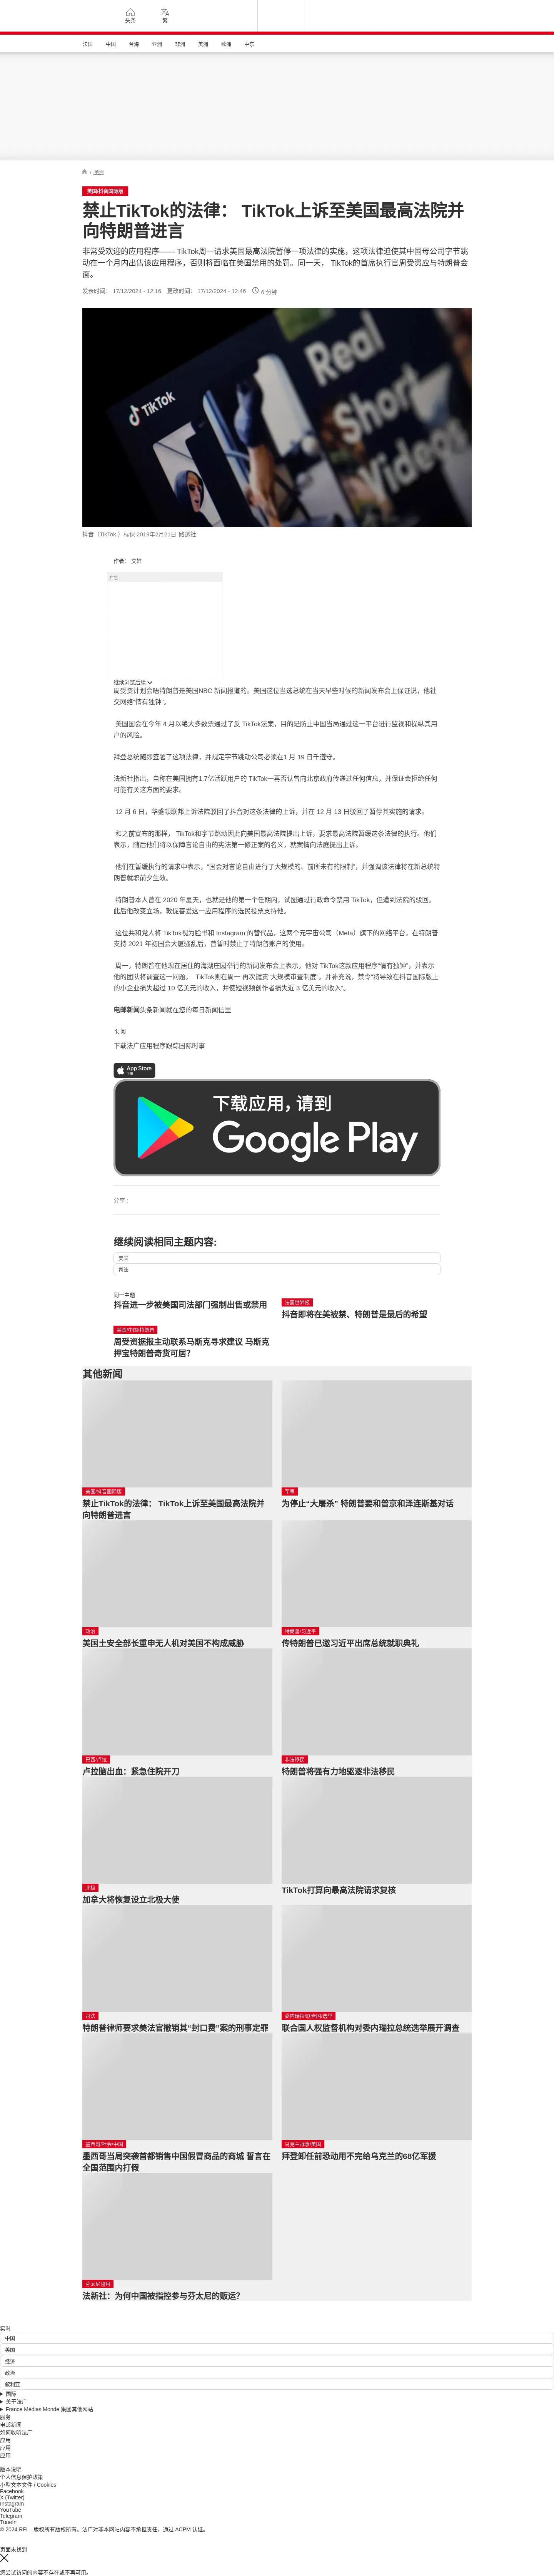 头条
繁
法国
中国
台海
亚洲
非洲
美洲
欧洲
中东
/ 美洲
美国/抖音国际版
禁止TikTok的法律： TikTok上诉至美国最高法院并
向特朗普进言
非常受欢迎的应用程序—— TikTok周一请求美国最高法院暂停一项法律的实施，这项法律迫使其中国母公司字节跳
动在一个月内出售该应用程序，否则将面临在美国禁用的处罚。同一天， TikTok的首席执行官周受资应与特朗普会
面。
发表时间： 17/12/2024 - 12:16 更改时间： 17/12/2024 - 12:46 6 分钟
TikTok
Real
Short
抖音（TikTok ）标识 2019年2月21日 路透社
作者： 艾娃
广告
继续浏览后续
周受资计划会晤特朗普是美国NBC 新闻报道的。美国这位当选总统在当天早些时候的新闻发布会上保证说，他社
交网络“情有独钟”。
美国国会在今年 4 月以绝大多数票通过了反 TikTok法案，目的是防止中国当局通过这一平台进行监视和操纵其用
户的风险。
拜登总统随即签署了这项法律，并规定字节跳动公司必须在1 月 19 日千遵守。
法新社指出，自称在美国拥有1.7亿活跃用户的 TikTok一再否认曾向北京政府传递过任何信息，并保证会拒绝任何
可能有关这方面的要求。
12 月 6 日，华盛顿联邦上诉法院驳回了抖音对这条法律的上诉，并在 12 月 13 日驳回了暂停其实施的请求。
和之前宣布的那样， TikTok和字节跳动因此向美国最高法院提出上诉，要求最高法院暂缓这条法律的执行。他们
表示，随后他们将以保障言论自由的宪法第一修正案的名义，就案情向法庭提出上诉。
他们在暂缓执行的请求中表示，“国会对言论自由进行了大规模的、前所未有的限制”，并强调该法律将在新总统特
朗普就职前夕生效。
特朗普本人曾在 2020 年夏天，也就是他的第一个任期内，试图通过行政命令禁用 TikTok，但遭到法院的驳回。
此后他改变立场，敦促喜爱这一应用程序的选民投票支持他。
这位共和党人将 TikTok视为脸书和 Instagram 的替代品，这两个元宇宙公司（Meta）旗下的网络平台，在特朗普
支持 2021 年初国会大厦骚乱后，曾暂时禁止了特朗普账户的使用。
周一，特朗普在他现在居住的海湖庄园举行的新闻发布会上表示，他对 TikTok这款应用程序“情有独钟”，并表示
他的团队将调查这一问题。 TikTok则在周一 再次谴责“大规模审查制度”。并补充说，禁令“将导致在抖音国际版上
的小企业损失超过 10 亿美元的收入，并使短视频创作者损失近 3 亿美元的收入”。
电邮新闻头条新闻就在您的每日新闻信里
订阅
下载法广应用程序跟踪国际时事
App Store
下载
下载应用，请到
Google Play
分享 :
继续阅读相同主题内容:
美国
司法
同一主题
抖音进一步被美国司法部门强制出售或禁用
法国世界报
抖音即将在美被禁、特朗普是最后的希望
美国/中国/特朗普
周受资据报主动联系马斯克寻求建议 马斯克
押宝特朗普奇货可居?
其他新闻
美国/抖音国际版
禁止TikTok的法律： TikTok上诉至美国最高法院并
向特朗普进言
军事
为停止“大屠杀” 特朗普要和普京和泽连斯基对话
政治
美国土安全部长重申无人机对美国不构成威胁
特朗普/习近平
传特朗普已邀习近平出席总统就职典礼
巴西/卢拉
卢拉脑出血：紧急住院开刀
非法移民
特朗普将强有力地驱逐非法移民
北极
加拿大将恢复设立北极大使
TikTok打算向最高法院请求复核
司法
特朗普律师要求美法官撤销其“封口费”案的刑事定罪
委内瑞拉/联合国/选举
联合国人权监督机构对委内瑞拉总统选举展开调查
墨西哥/社会/中国
墨西哥当局突袭首都销售中国假冒商品的商城 誓言在
全国范围内打假
乌克兰战争/美国
拜登卸任前恐动用不完给乌克兰的68亿军援
芬太尼滥用
法新社：为何中国被指控参与芬太尼的贩运？
实时
中国
美国
经济
政治
叙利亚
国际
关于法广
France Médias Monde 集团其他网站
服务
电邮新闻
如何收听法广
应用
应用
应用
版本说明
个人信息保护政策
小型文本文件 / Cookies
Facebook
X (Twitter)
Instagram
YouTube
Telegram
TuneIn
© 2024 RFI – 版权所有版权所有。法广对非本网站内容不承担责任。通过 ACPM 认证。
页面未找到
您尝试访问的内容不存在或不再可用。